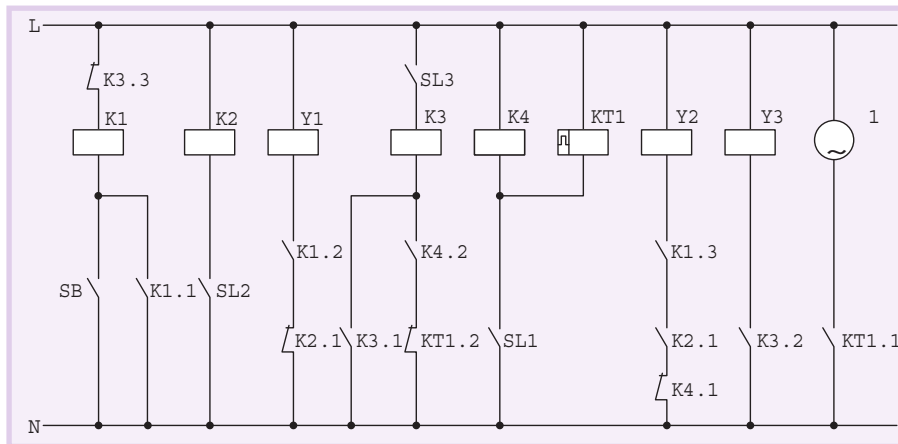 L
K3.3
SL3
K1
K2
Y1
K3
K4
KT1
Y2
Y3
1
K1.2
K4.2
K1.3
SB
K1.1
SL2
K2.1
K3.1
KT1.2
SL1
K2.1
K3.2
KT1.1
K4.1
N